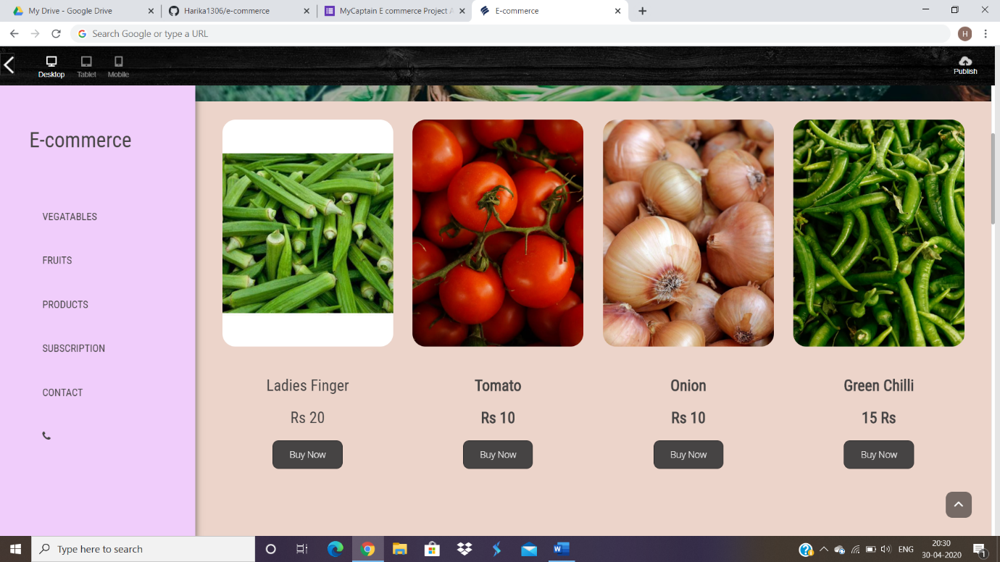 My Drive - Google Drive
Harika1306/e-commerce
MyCaptain E commerce Project A
E-commerce
Search Google or type a URL
H
Desktop
Tablet
Mobile
Publish
E-commerce
VEGATABLES
FRUITS
PRODUCTS
SUBSCRIPTION
CONTACT
Ladies Finger
Tomato
Onion
Green Chilli
Rs 20
Rs 10
Rs 10
15 Rs
Buy Now
Buy Now
Buy Now
Buy Now
Type here to search
ENG
20:30
30-04-2020
1